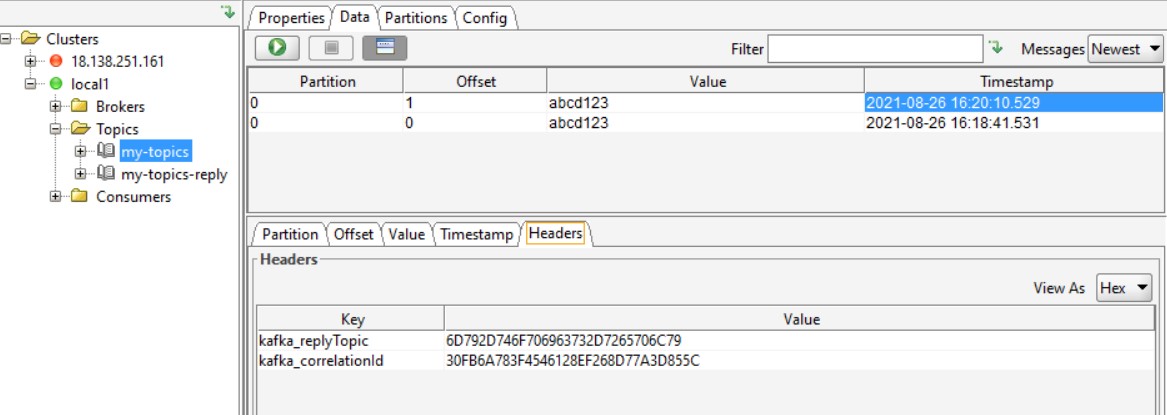 Clusters
18.138.251.161
local1
Brokers
Topics
my-topics
my-topics-reply
Consumers
Properties Data Partitions Config
Filter Messages Newest
Partition Offset Value Timestamp
0 1 abcd123 2021-08-26 16:20:10.529
0 0 abcd123 2021-08-26 16:18:41.531
Partition Offset Value Timestamp Headers
Headers
View As Hex
Key Value
kafka_replyTopic 6D792D746F706963732D7265706C79
kafka_correlationId 30FB6A783F4546128EF268D77A3D855C